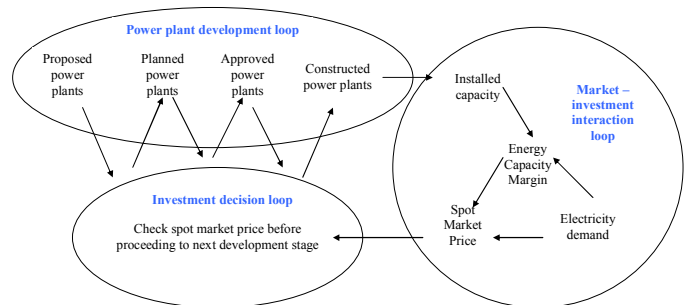 Power plant development loop
Proposed
power
plants
Planned
power
plants
Approved
power
plants
Constructed
power plants
Installed
capacity
Market –
investment
interaction
loop
Energy
Capacity
Margin
Spot
Market
Price
Electricity
demand
Investment decision loop
Check spot market price before
proceeding to next development stage